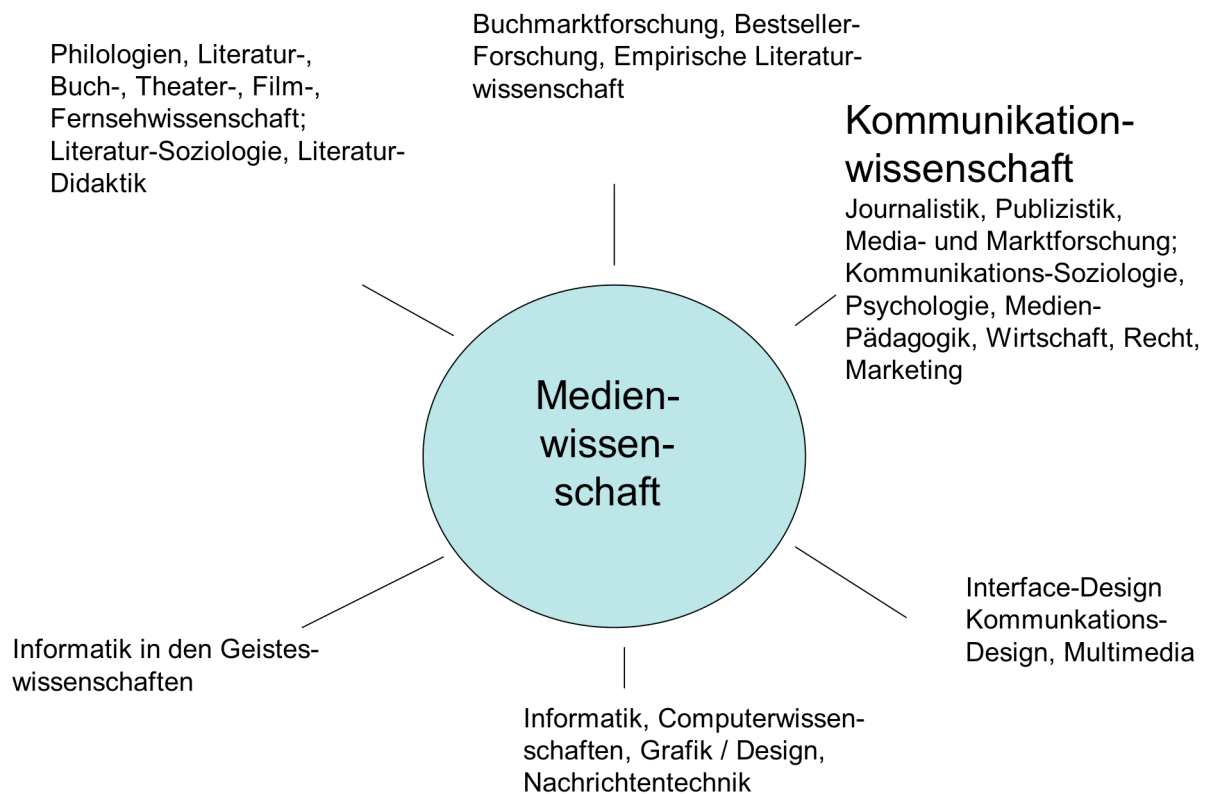 Philologien, Literatur-,
Buch-, Theater-, Film-,
Fernsehwissenschaft;
Literatur-Soziologie, Literatur-
Didaktik
Buchmarktforschung, Bestseller-
Forschung, Empirische Literatur-
wissenschaft
Kommunikation-
wissenschaft
Journalistik, Publizistik,
Media- und Marktforschung;
Kommunikations-Soziologie,
Psychologie, Medien-
Pädagogik, Wirtschaft, Recht,
Marketing
Medien-
wissen-
schaft
Informatik in den Geistes-
wissenschaften
Informatik, Computerwissen-
schaften, Grafik / Design,
Nachrichtentechnik
Interface-Design
Kommunkations-
Design, Multimedia